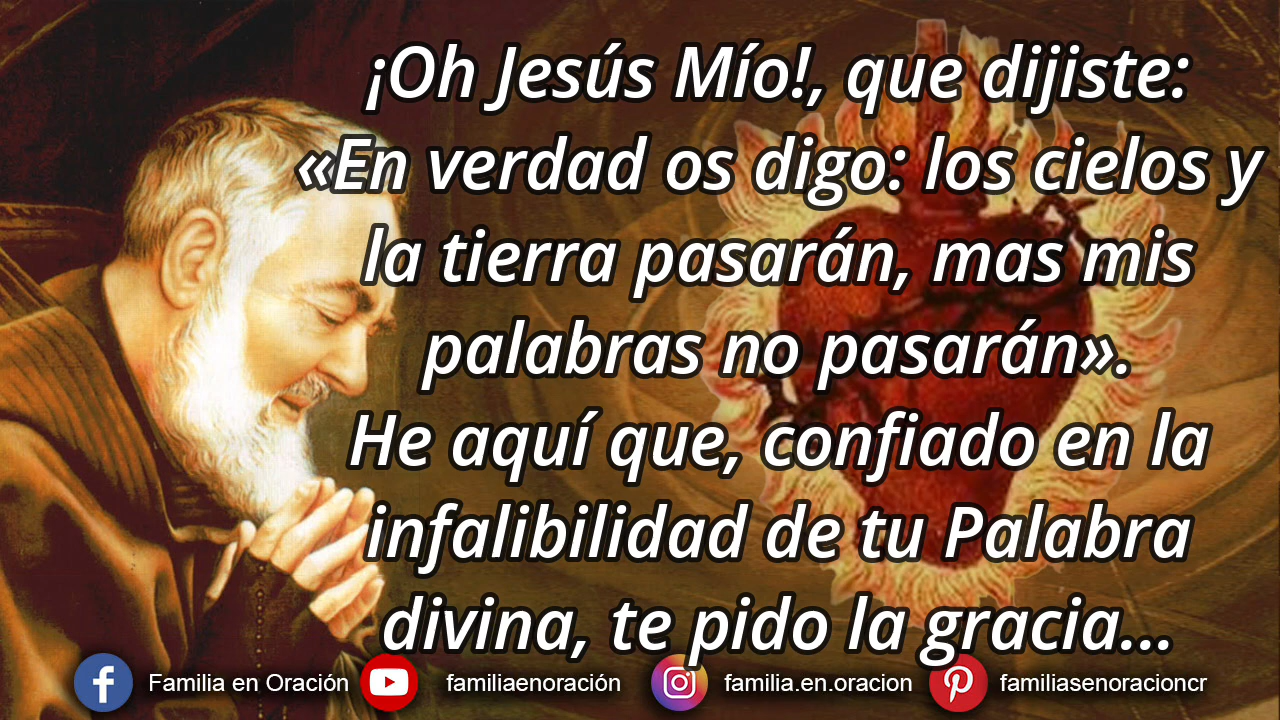 ¡Oh Jesús Mío!, que dijiste:
«En verdad os digo: los cielos y
la tierra pasarán, mas mis
palabras no pasarán».
He aquí que, confiado en la
infalibilidad de tu Palabra
divina, te pido la gracia...
Familia en Oración familiaenoración familia.en.oracion familiasenoracioncr